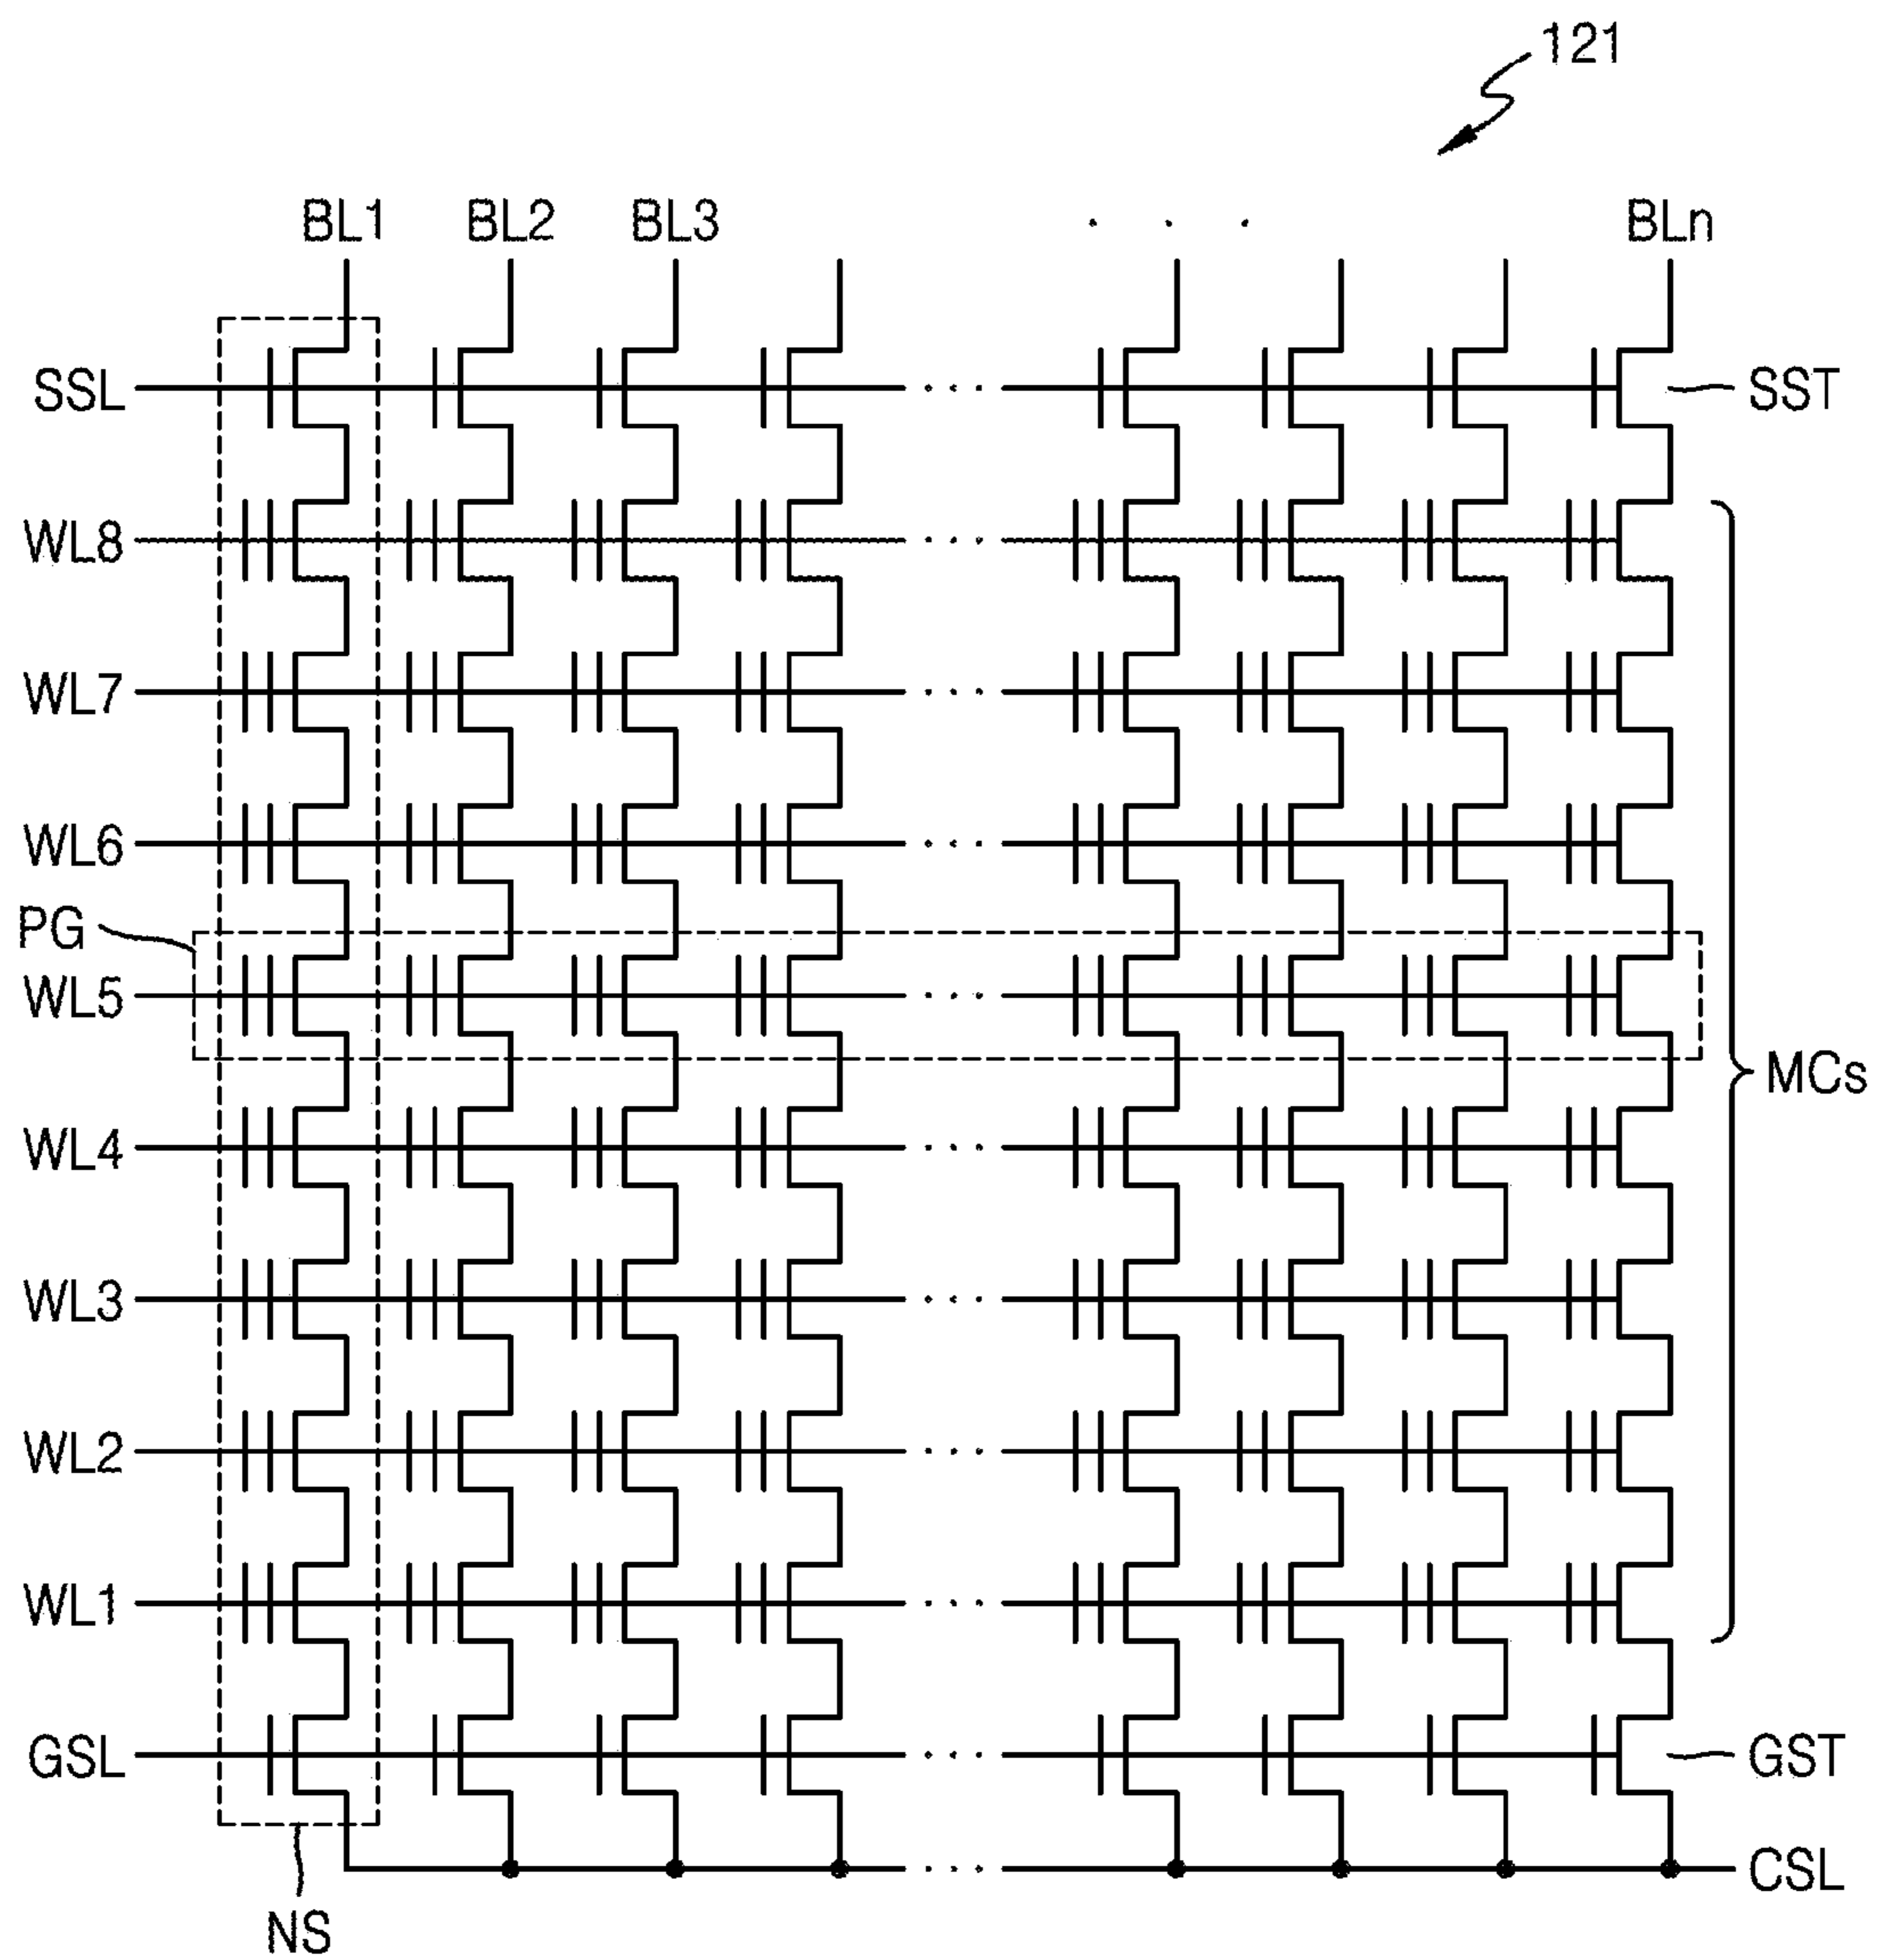 121
BL1 BL2 BL3 . . . BLn
SSL ... SST
WL8 ...
WL7 ...
WL6 ...
PG
WL5 ...
MCs
WL4 ...
WL3 ...
WL2 ...
WL1 ...
GSL ... GST
... CSL
NS